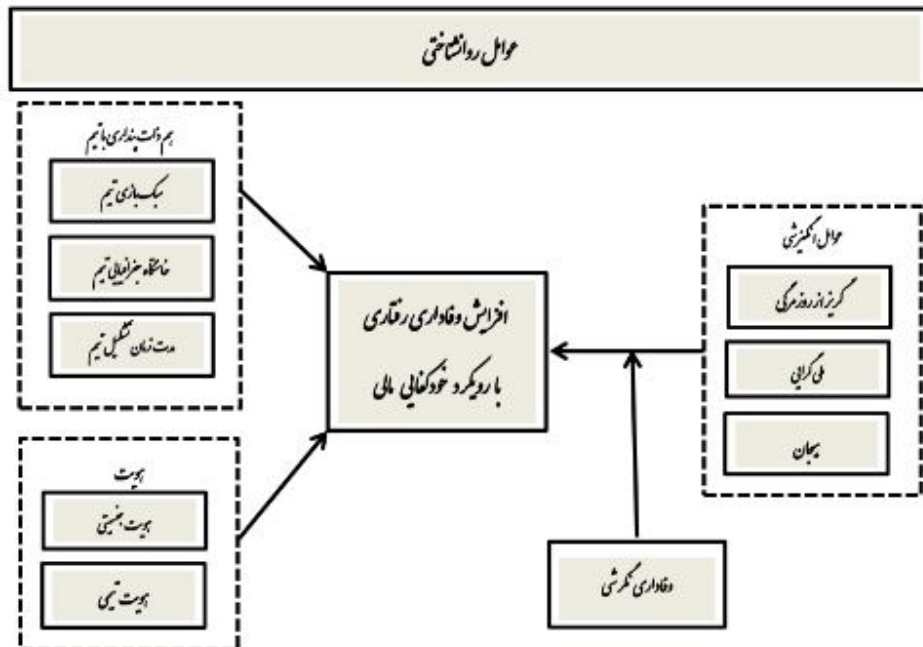 عوامل روانشناختی
هم ذات پنداری با تیم
سبک بازی تیم
خاستگاه جغرافیایی تیم
مدت زمان تشکیل تیم
هویت
هویت جنسیتی
هویت تیمی
افزایش وفاداری رفتاری
با رویکرد خودکفایی مالی
عوامل انگیزشی
گریز از روزمرگی
ملی گرایی
هیجان
وفاداری نگرشی